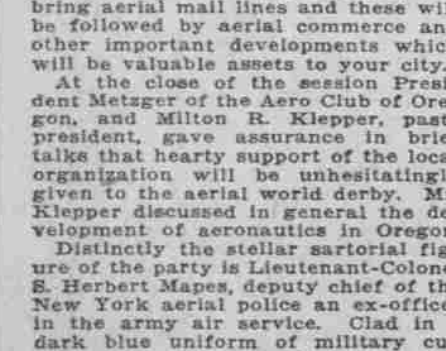 bring aerial mail lines and these wi
be followed by aerial commerce an
other important developments whic
will be valuable assets to your city.
At the close of the session Presi
dent Metzger of the Aero Club of Ore
gon, and Milton R. Klepper, past
president, gave assurance in brie
talks that hearty support of the loca
organization will be unhesitatingl
given to the aerial world derby. M
Klepper discussed in general the de
velopment of aeronautics in Oregon
Distinctly the stellar sartorial fig
ure of the party is Lieutenant-Colone
S. Herbert Mapes, deputy chief of th
New York aerial police an ex-office
in the army air service. Clad in
dark blue uniform of military cu